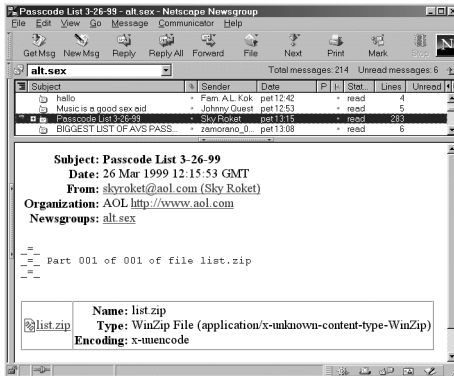 Passcode List 3-26-99 - alt.sex - Netscape Newsgroup
File Edit View Go Message Communicator Help
Get Msg New Msg Reply Reply All Forward File Next Print Mark Stop
alt.sex Total messages: 214 Unread messages: 6
Subject Sender Date P Stat... Lines Unread
hallo Fam. A.L. Kok pet 12:42 read 4
Music is a good sex aid Johnny Quest pet 12:53 read 5
Passcode List 3-26-99 Sky Roket pet 13:15 read 283
BIGGEST LIST OF AVS PASS... zamorano_0... pet 13:08 read 6
Subject: Passcode List 3-26-99
Date: 26 Mar 1999 12:15:53 GMT
From: skyroket@aol.com (Sky Roket)
Organization: AOL http://www.aol.com
Newsgroups: alt.sex
_=_
_=_ Part 001 of 001 of file list.zip
_=_
list.zip
Name: list.zip
Type: WinZip File (application/x-unknown-content-type-WinZip)
Encoding: x-uuencode